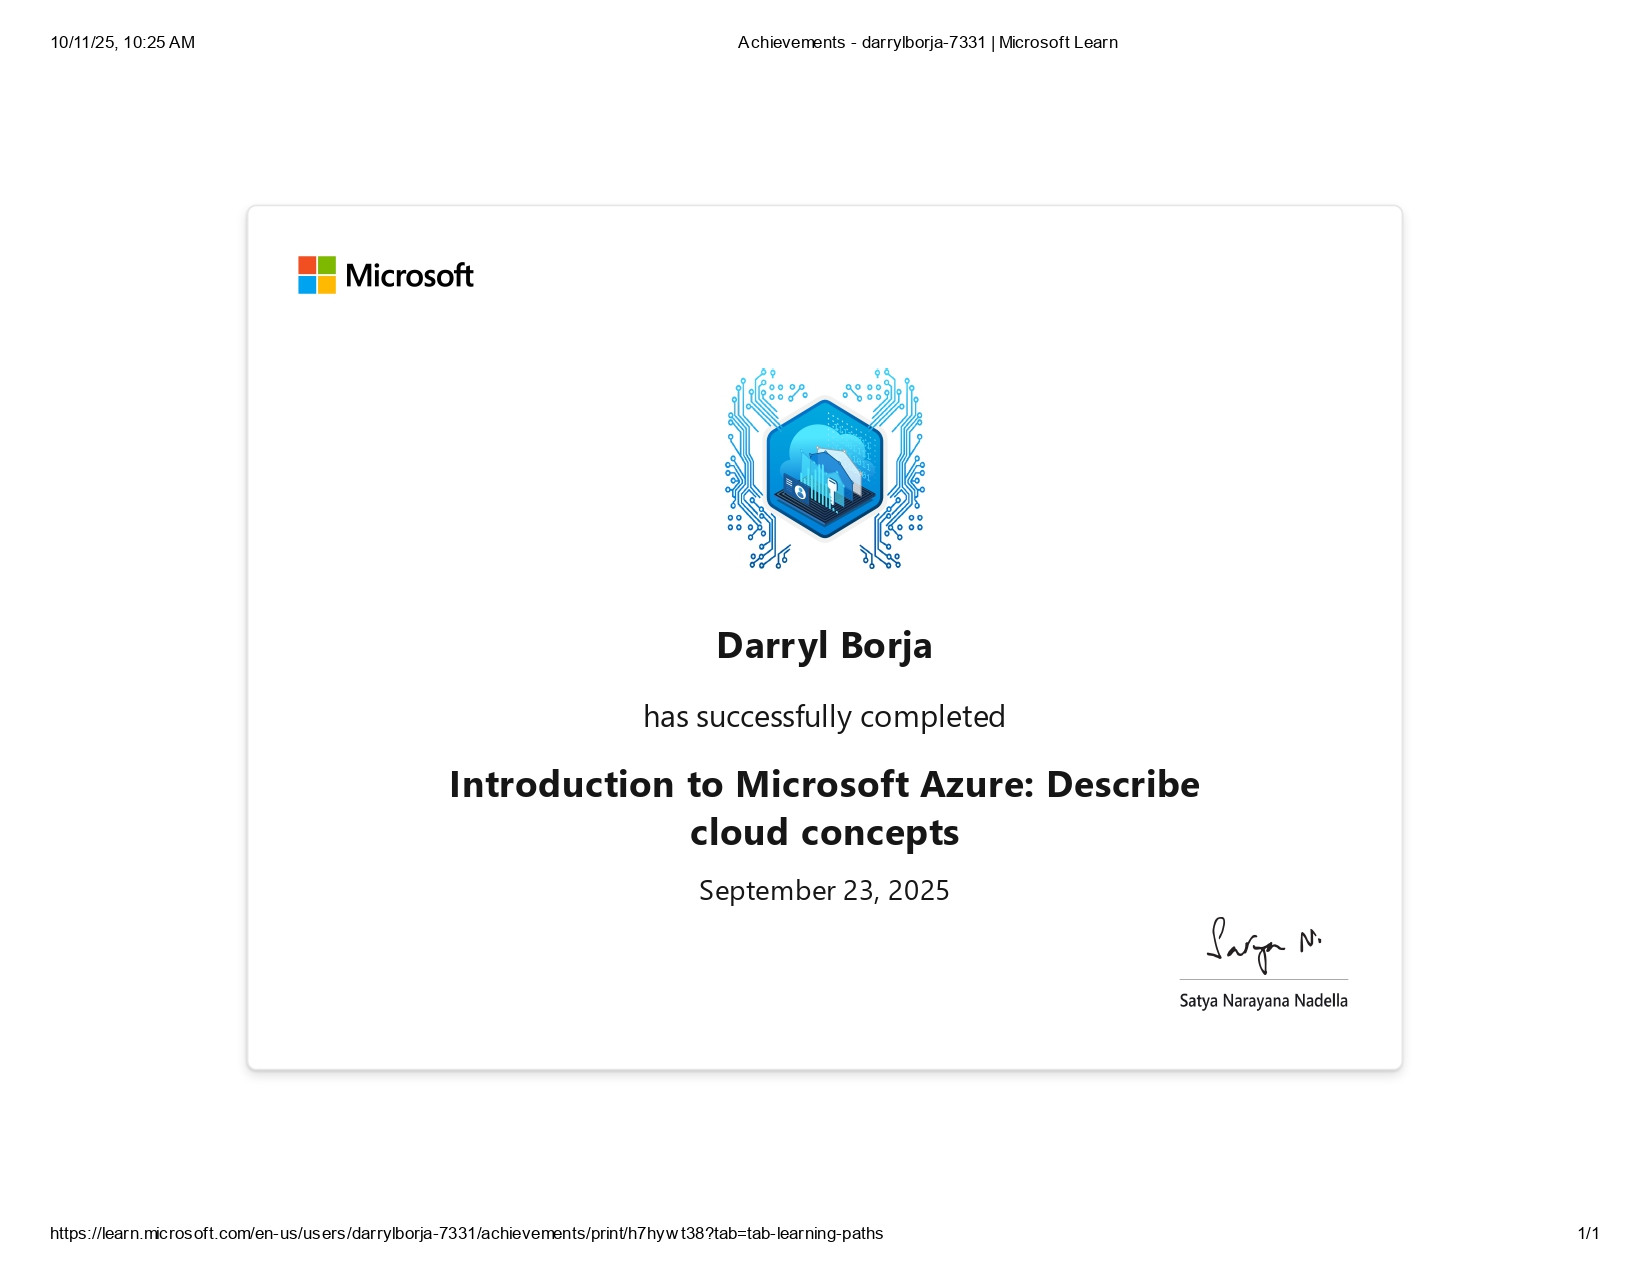 10/11/25, 10:25 AM
Achievements - darrylborja-7331 | Microsoft Learn
Microsoft
Darryl Borja
has successfully completed
Introduction to Microsoft Azure: Describe
cloud concepts
September 23, 2025
Satya N.
Satya Narayana Nadella
https://learn.microsoft.com/en-us/users/darrylborja-7331/achievements/print/h7hywt38?tab=tab-learning-paths
1/1